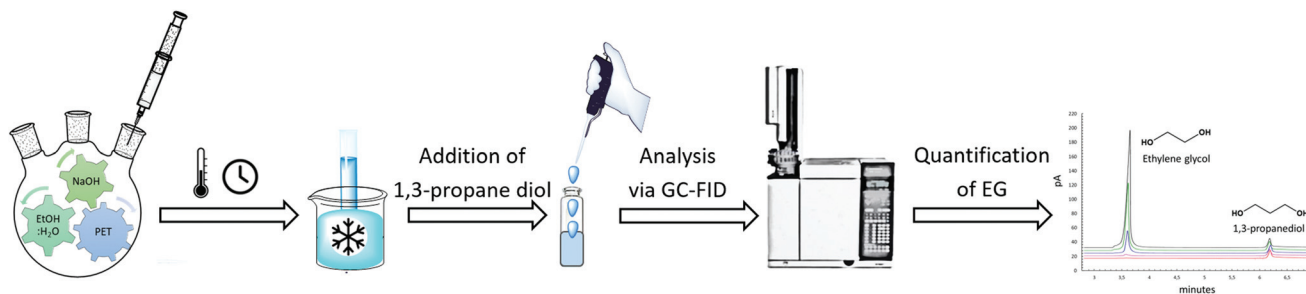 NaOH
EtOH
:H₂O
PET
Addition of
1,3-propane diol
Analysis
via GC-FID
Quantification
of EG
pA
220
200
180
160
140
120
100
80
60
40
20
0
HO
OH
Ethylene glycol
HO
OH
1,3-propanediol
3
3,5
4
4,5
5
5,5
6
6,5
minutes